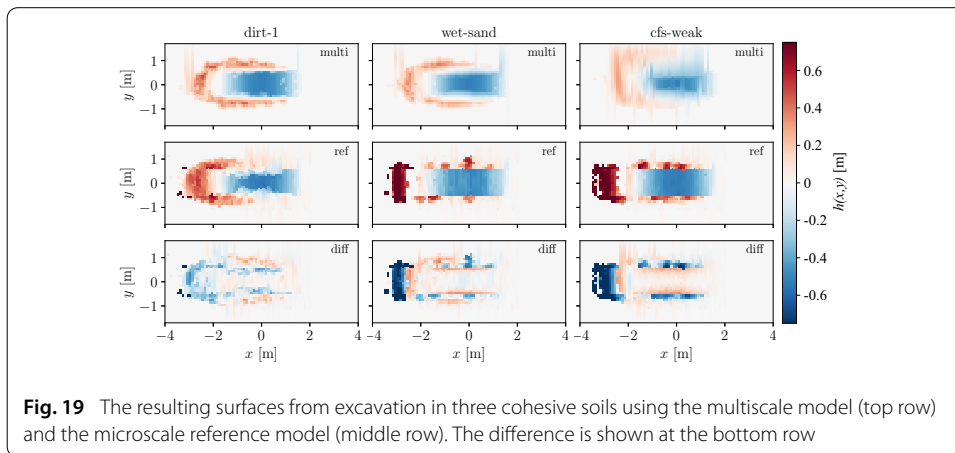 dirt-1 wet-sand cfs-weak
multi multi multi
y [m] 1 0 −1
ref ref ref
y [m] 1 0 −1
diff diff diff
y [m] 1 0 −1
−4 −2 0 2 4 −2 0 2 4 −2 0 2 4
x [m] x [m] x [m]
0.6
0.4
0.2
0
-0.2
-0.4
-0.6
h(x,y) [m]
Fig. 19 The resulting surfaces from excavation in three cohesive soils using the multiscale model (top row)
and the microscale reference model (middle row). The difference is shown at the bottom row